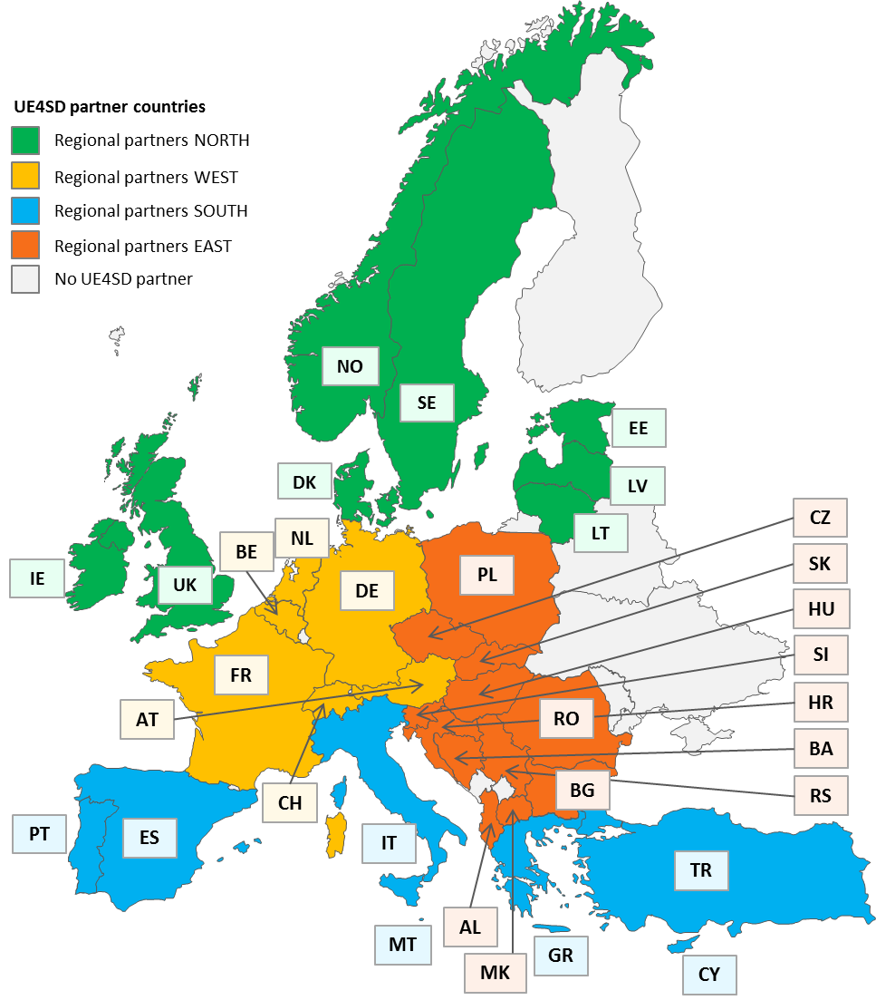 UE4SD partner countries
Regional partners NORTH
Regional partners WEST
Regional partners SOUTH
Regional partners EAST
No UE4SD partner
NO
SE
EE
DK
LV
CZ
LT
NL
BE
SK
PL
IE
UK
DE
HU
SI
FR
HR
AT
RO
BA
BG
RS
CH
PT
ES
IT
TR
AL
MT
GR
MK
CY